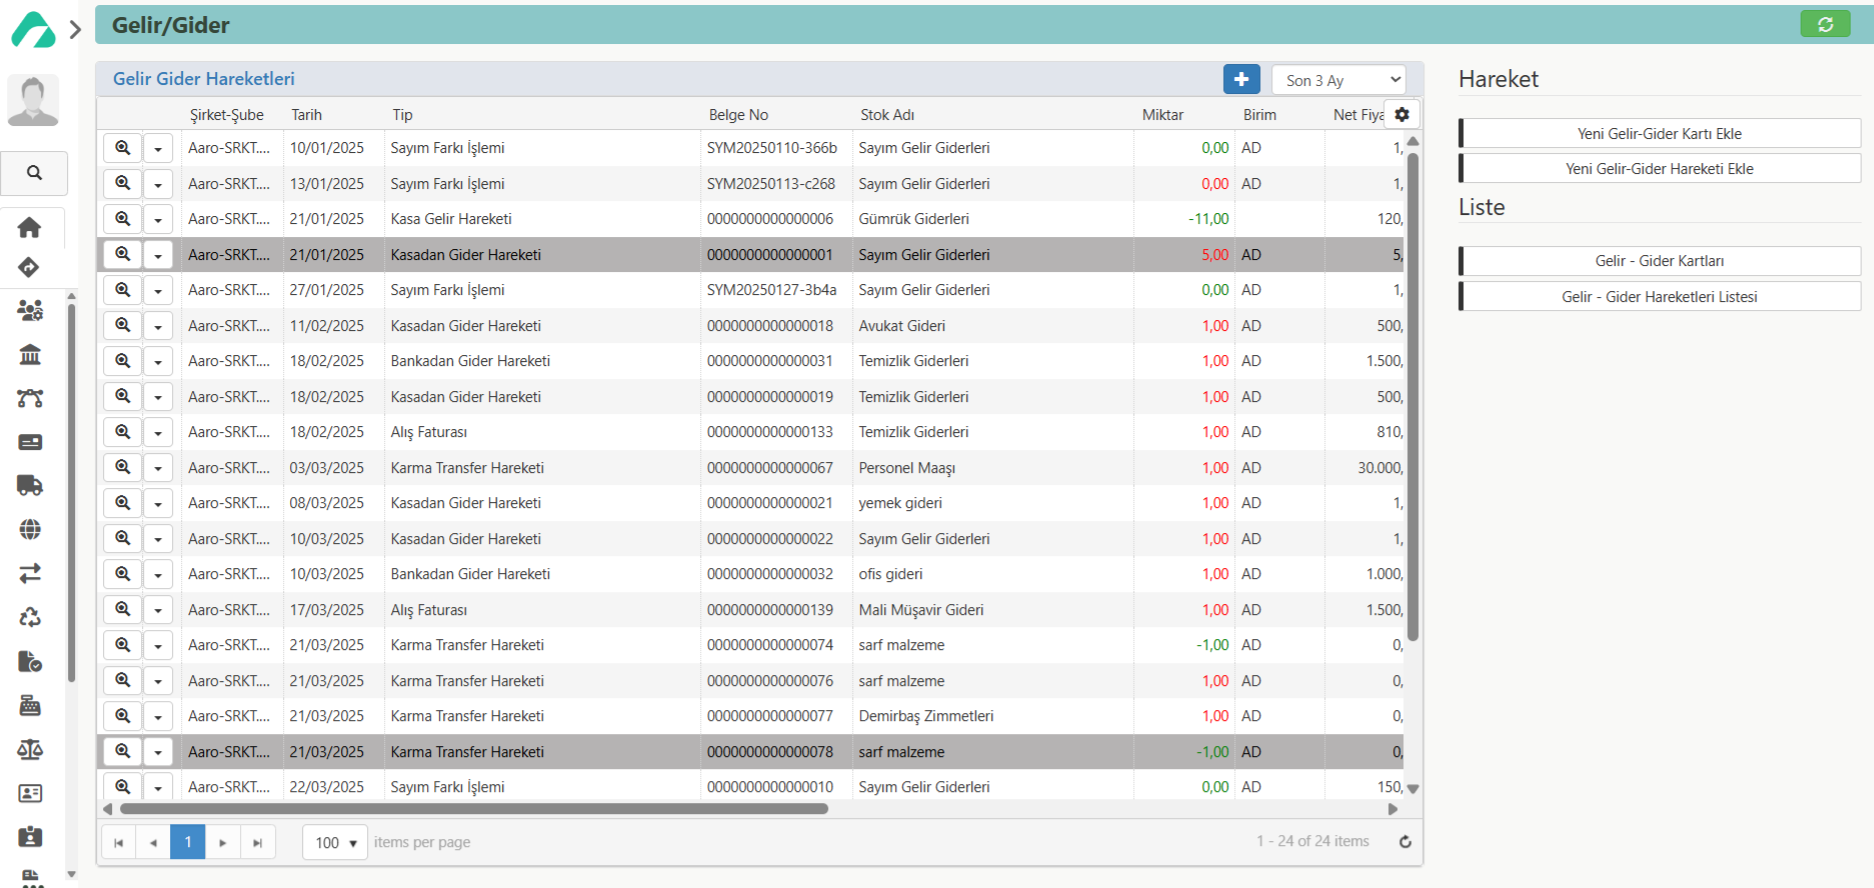 Gelir/Gider
Gelir Gider Hareketleri
Son 3 Ay
Şirket-Şube Tarih Tip Belge No Stok Adı Miktar Birim Net Fiya
Aaro-SRKT.... 10/01/2025 Sayım Farkı İşlemi SYM20250110-366b Sayım Gelir Giderleri 0,00 AD 1,
Aaro-SRKT.... 13/01/2025 Sayım Farkı İşlemi SYM20250113-c268 Sayım Gelir Giderleri 0,00 AD 1,
Aaro-SRKT.... 21/01/2025 Kasa Gelir Hareketi 0000000000000006 Gümrük Giderleri -11,00 120,
Aaro-SRKT.... 21/01/2025 Kasadan Gider Hareketi 0000000000000001 Sayım Gelir Giderleri 5,00 AD 5,
Aaro-SRKT.... 27/01/2025 Sayım Farkı İşlemi SYM20250127-3b4a Sayım Gelir Giderleri 0,00 AD 1,
Aaro-SRKT.... 11/02/2025 Kasadan Gider Hareketi 0000000000000018 Avukat Gideri 1,00 AD 500,
Aaro-SRKT.... 18/02/2025 Bankadan Gider Hareketi 0000000000000031 Temizlik Giderleri 1,00 AD 1.500,
Aaro-SRKT.... 18/02/2025 Kasadan Gider Hareketi 0000000000000019 Temizlik Giderleri 1,00 AD 500,
Aaro-SRKT.... 18/02/2025 Alış Faturası 0000000000000133 Temizlik Giderleri 1,00 AD 810,
Aaro-SRKT.... 03/03/2025 Karma Transfer Hareketi 0000000000000067 Personel Maaşı 1,00 AD 30.000,
Aaro-SRKT.... 08/03/2025 Kasadan Gider Hareketi 0000000000000021 yemek gideri 1,00 AD 1,
Aaro-SRKT.... 10/03/2025 Kasadan Gider Hareketi 0000000000000022 Sayım Gelir Giderleri 1,00 AD 1,
Aaro-SRKT.... 10/03/2025 Bankadan Gider Hareketi 0000000000000032 ofis gideri 1,00 AD 1.000,
Aaro-SRKT.... 17/03/2025 Alış Faturası 0000000000000139 Mali Müşavir Gideri 1,00 AD 1.500,
Aaro-SRKT.... 21/03/2025 Karma Transfer Hareketi 0000000000000074 sarf malzeme -1,00 AD 0,
Aaro-SRKT.... 21/03/2025 Karma Transfer Hareketi 0000000000000076 sarf malzeme 1,00 AD 0,
Aaro-SRKT.... 21/03/2025 Karma Transfer Hareketi 0000000000000077 Demirbaş Zimmetleri 1,00 AD 0,
Aaro-SRKT.... 21/03/2025 Karma Transfer Hareketi 0000000000000078 sarf malzeme -1,00 AD 0,
Aaro-SRKT.... 22/03/2025 Sayım Farkı İşlemi 0000000000000010 Sayım Gelir Giderleri 0,00 AD 150,
1 100 items per page 1 - 24 of 24 items
Hareket
Yeni Gelir-Gider Kartı Ekle
Yeni Gelir-Gider Hareketi Ekle
Liste
Gelir - Gider Kartları
Gelir - Gider Hareketleri Listesi